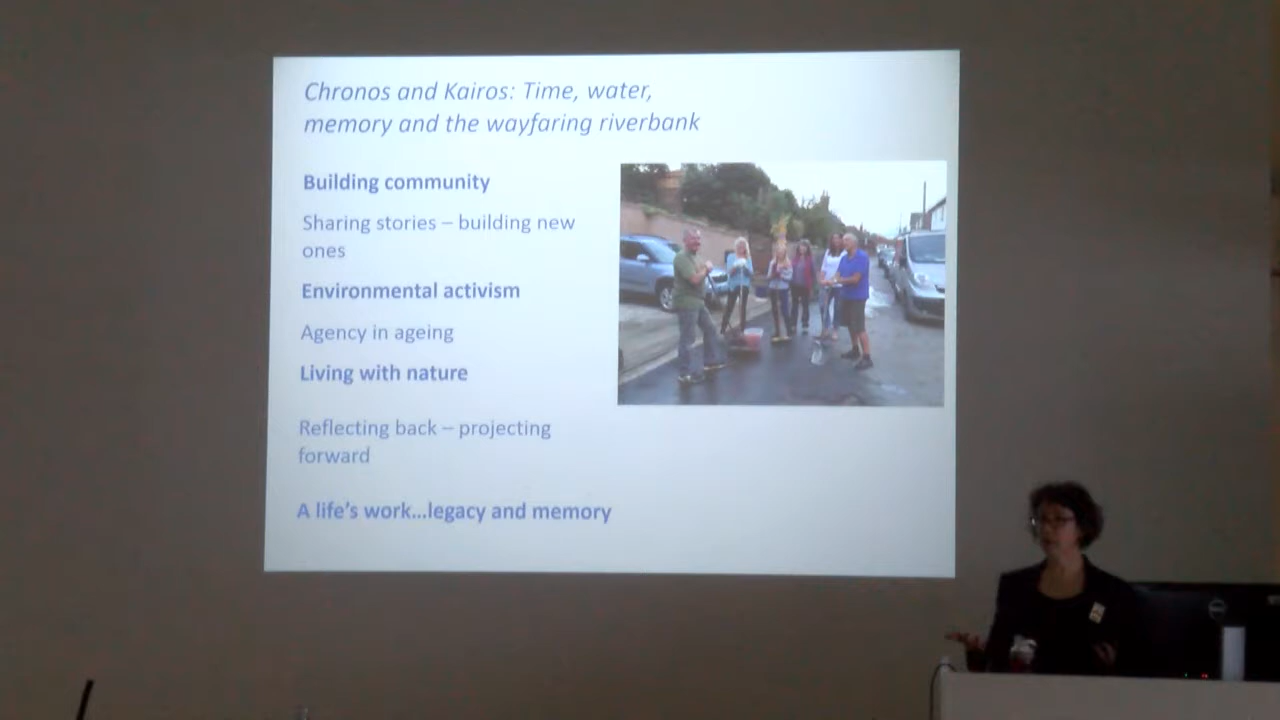 Chronos and Kairos: Time, water,
memory and the wayfaring riverbank
Building community
Sharing stories – building new
ones
Environmental activism
Agency in ageing
Living with nature
Reflecting back – projecting
forward
A life's work...legacy and memory